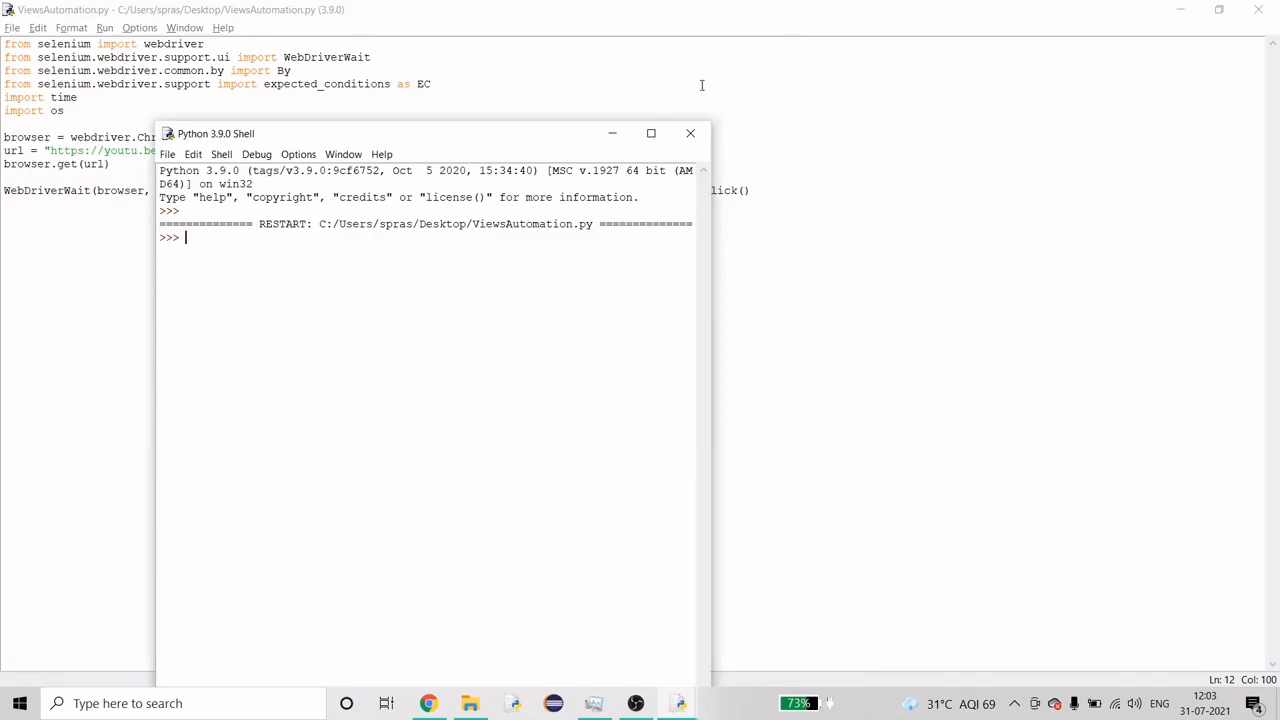 ViewsAutomation.py - C:/Users/spras/Desktop/ViewsAutomation.py (3.9.0)
File Edit Format Run Options Window Help
from selenium import webdriver
from selenium.webdriver.support.ui import WebDriverWait
from selenium.webdriver.common.by import By
from selenium.webdriver.support import expected_conditions as EC
import time
import os
browser = webdriver.Chr
url = "https://youtu.be
browser.get(url)
WebDriverWait(browser, lick()
Python 3.9.0 Shell
File Edit Shell Debug Options Window Help
Python 3.9.0 (tags/v3.9.0:9cf6752, Oct  5 2020, 15:34:40) [MSC v.1927 64 bit (AM
D64)] on win32
Type "help", "copyright", "credits" or "license()" for more information.
>>>
============== RESTART: C:/Users/spras/Desktop/ViewsAutomation.py ==============
>>>
Ln: 12 Col: 100
Type here to search
73%
31°C AQI 69
ENG
12:03
31-07-2021
4